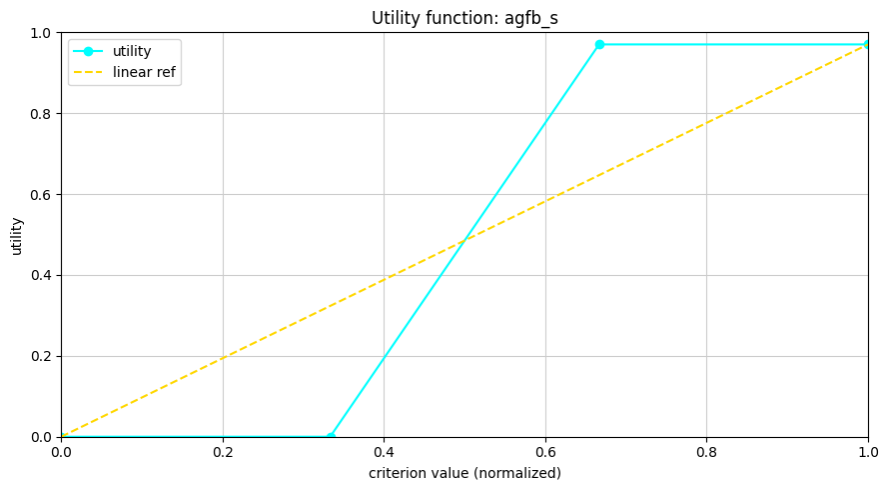 Utility function: agfb_s
utility
linear ref
1.0
0.8
0.6
0.4
0.2
0.0
utility
0.0 0.2 0.4 0.6 0.8 1.0
criterion value (normalized)